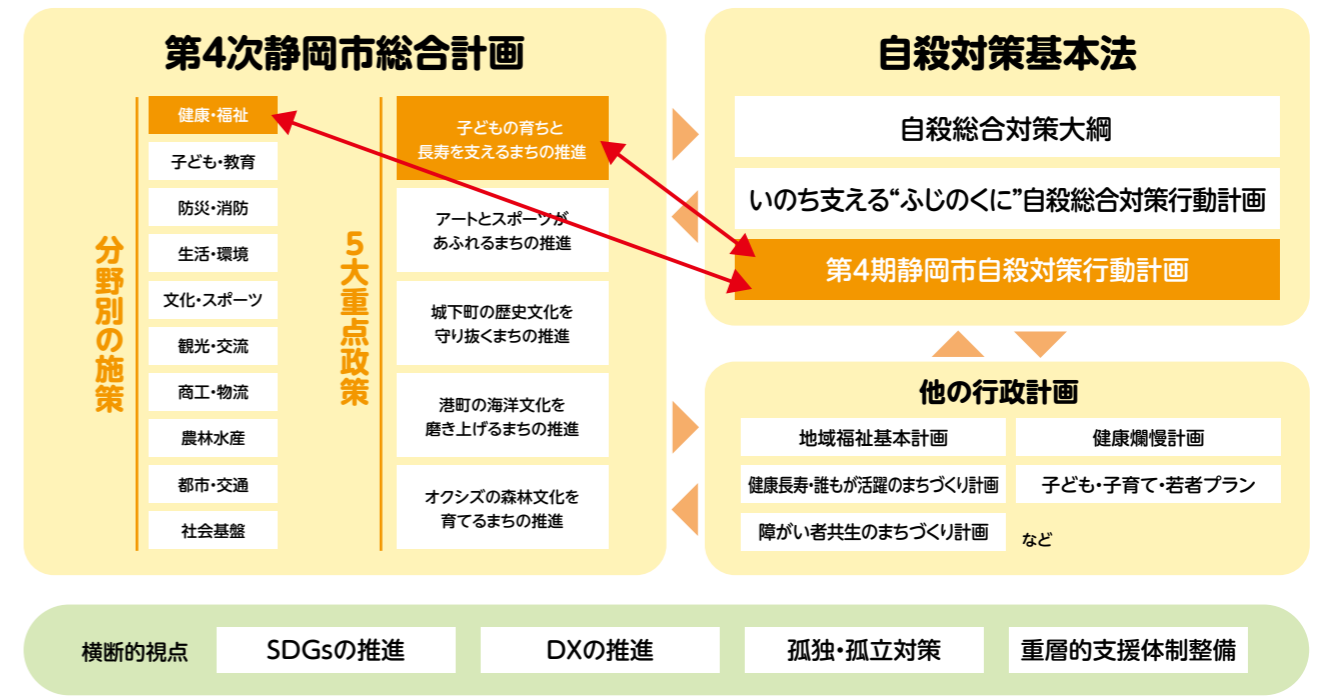 第4次静岡市総合計画
分野別の施策
健康・福祉
子ども・教育
防災・消防
生活・環境
文化・スポーツ
観光・交流
商工・物流
農林水産
都市・交通
社会基盤
5大重点政策
子どもの育ちと
長寿を支えるまちの推進
アートとスポーツが
あふれるまちの推進
城下町の歴史文化を
守り抜くまちの推進
港町の海洋文化を
磨き上げるまちの推進
オクシズの森林文化を
育てるまちの推進
自殺対策基本法
自殺総合対策大綱
いのち支える“ふじのくに”自殺総合対策行動計画
第4期静岡市自殺対策行動計画
他の行政計画
地域福祉基本計画
健康爛慢計画
健康長寿・誰もが活躍のまちづくり計画
子ども・子育て・若者プラン
障がい者共生のまちづくり計画
など
横断的視点
SDGsの推進
DXの推進
孤独・孤立対策
重層的支援体制整備